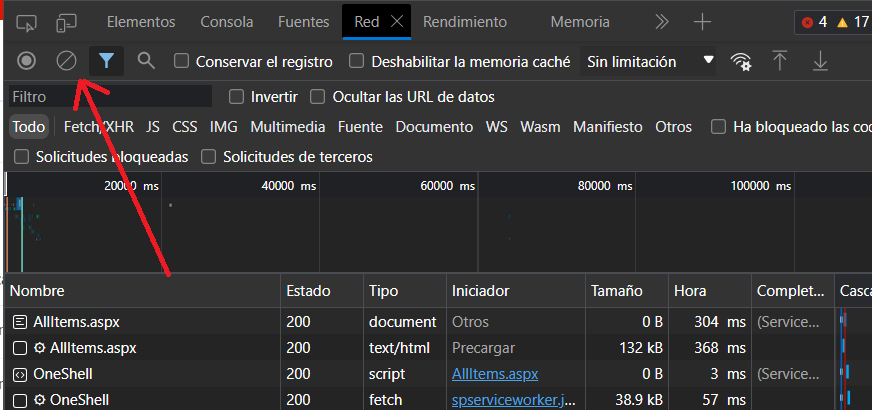 Elementos Consola Fuentes Red Rendimiento Memoria 4 17
Conservar el registro Deshabilitar la memoria caché Sin limitación
Filtro Invertir Ocultar las URL de datos
Todo Fetch/XHR JS CSS IMG Multimedia Fuente Documento WS Wasm Manifiesto Otros Ha bloqueado las coo
Solicitudes bloqueadas Solicitudes de terceros
20000 ms 40000 ms 60000 ms 80000 ms 100000 ms
Nombre Estado Tipo Iniciador Tamaño Hora Complet... Casca
AllItems.aspx 200 document Otros 0 B 304 ms (Service...
AllItems.aspx 200 text/html Precargar 132 kB 368 ms
OneShell 200 script AllItems.aspx 0 B 3 ms (Service...
OneShell 200 fetch spserviceworker.j... 38.9 kB 57 ms